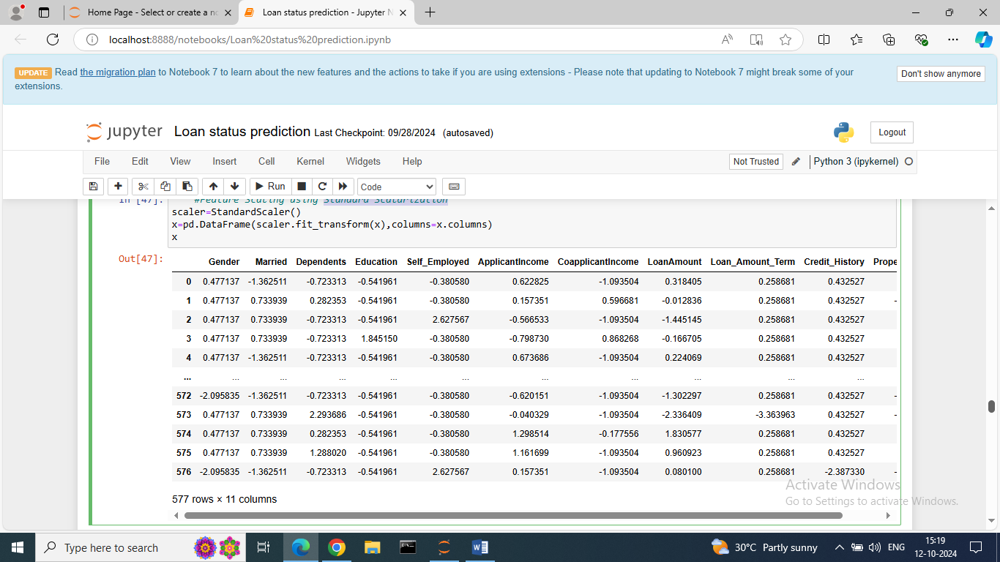 Home Page - Select or create a no
Loan status prediction - Jupyter N
localhost:8888/notebooks/Loan%20status%20prediction.ipynb
UPDATE Read the migration plan to Notebook 7 to learn about the new features and the actions to take if you are using extensions - Please note that updating to Notebook 7 might break some of your
extensions.
Don't show anymore
jupyter Loan status prediction Last Checkpoint: 09/28/2024 (autosaved)
Logout
File Edit View Insert Cell Kernel Widgets Help
Not Trusted
Python 3 (ipykernel)
Run
Code
In [47]: #Feature Scaling using Standard Scalarization
scaler=StandardScaler()
x=pd.DataFrame(scaler.fit_transform(x),columns=x.columns)
x
Out[47]:
Gender Married Dependents Education Self_Employed ApplicantIncome CoapplicantIncome LoanAmount Loan_Amount_Term Credit_History Prope
0 0.477137 -1.362511 -0.723313 -0.541961 -0.380580 0.622825 -1.093504 0.318405 0.258681 0.432527
1 0.477137 0.733939 0.282353 -0.541961 -0.380580 0.157351 0.596681 -0.012836 0.258681 0.432527 -
2 0.477137 0.733939 -0.723313 -0.541961 2.627567 -0.566533 -1.093504 -1.445145 0.258681 0.432527
3 0.477137 0.733939 -0.723313 1.845150 -0.380580 -0.798730 0.868268 -0.166705 0.258681 0.432527
4 0.477137 -1.362511 -0.723313 -0.541961 -0.380580 0.673686 -1.093504 0.224069 0.258681 0.432527
... ... ... ... ... ... ... ... ... ... ...
572 -2.095835 -1.362511 -0.723313 -0.541961 -0.380580 -0.620151 -1.093504 -1.302297 0.258681 0.432527 -
573 0.477137 0.733939 2.293686 -0.541961 -0.380580 -0.040329 -1.093504 -2.336409 -3.363963 0.432527 -
574 0.477137 0.733939 0.282353 -0.541961 -0.380580 1.298514 -0.177556 1.830577 0.258681 0.432527
575 0.477137 0.733939 1.288020 -0.541961 -0.380580 1.161699 -1.093504 0.960923 0.258681 0.432527
576 -2.095835 -1.362511 -0.723313 -0.541961 2.627567 0.157351 -1.093504 0.080100 0.258681 -2.387330 -
577 rows × 11 columns
Activate Windows
Go to Settings to activate Windows.
Type here to search
30°C Partly sunny
ENG
15:19
12-10-2024